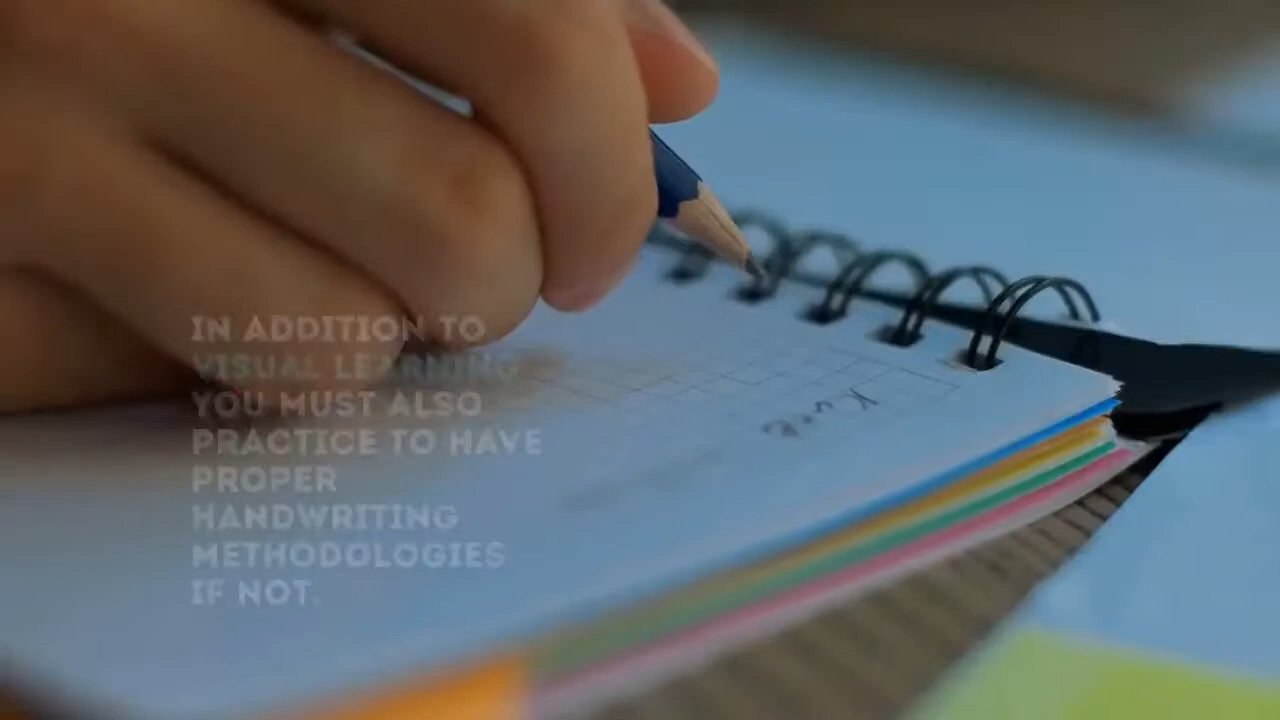 IN ADDITION TO
VISUAL LEARNING
YOU MUST ALSO
PRACTICE TO HAVE
PROPER
HANDWRITING
METHODOLOGIES
IF NOT.